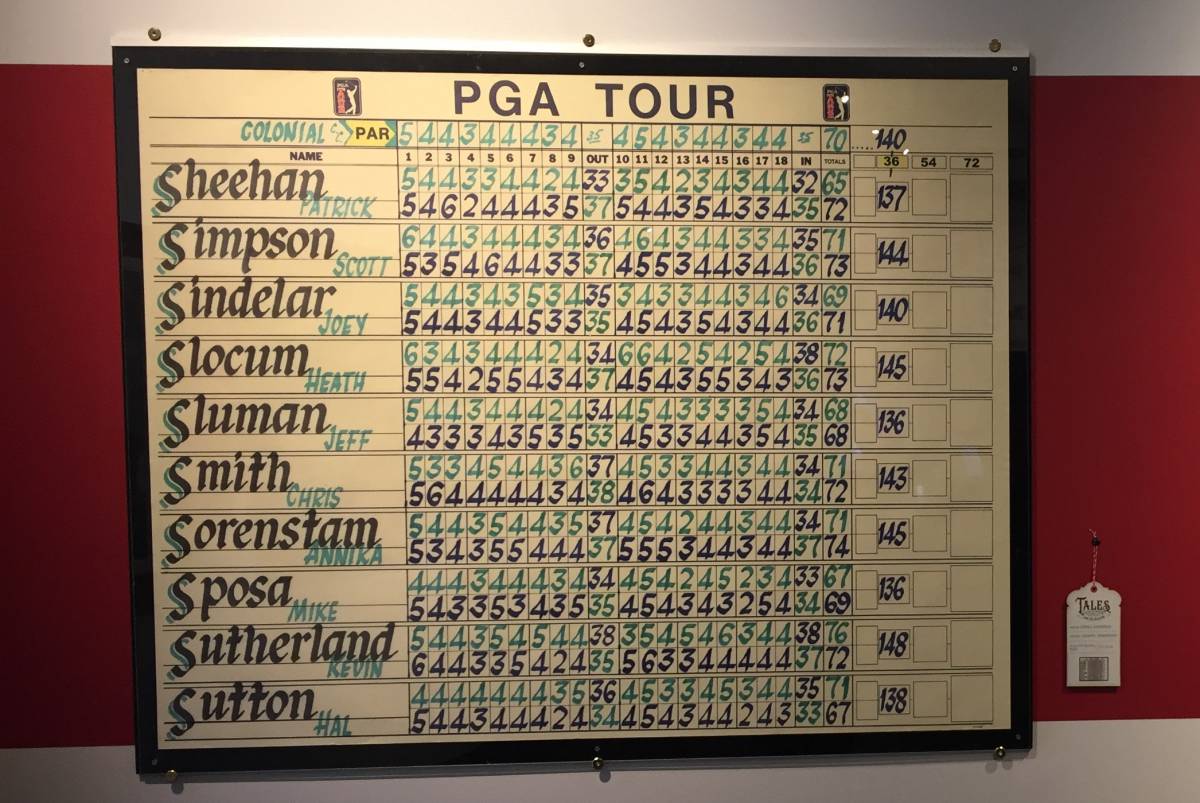 PGA TOUR
COLONIAL C.C. PAR 5 4 4 3 4 4 4 3 4 35 4 5 4 3 4 4 3 4 4 35 70 140
NAME 1 2 3 4 5 6 7 8 9 OUT 10 11 12 13 14 15 16 17 18 IN TOTALS 36 54 72
Sheehan 5 4 4 3 3 4 4 2 4 33 3 5 4 2 3 4 3 4 4 32 65 137
PATRICK 5 4 6 2 4 4 4 3 5 37 5 4 4 3 5 4 3 3 4 35 72
Simpson 6 4 4 3 4 4 4 3 4 36 4 6 4 3 4 4 3 3 4 35 71 144
SCOTT 5 3 5 4 6 4 4 3 3 37 4 5 5 3 4 4 3 4 4 36 73
Sindelar 5 4 4 3 4 3 5 3 4 35 3 4 3 3 4 4 3 4 6 34 69 140
JOEY 5 4 4 3 4 4 5 3 3 35 4 5 4 3 5 4 3 4 4 36 71
Slocum 6 3 4 3 4 4 4 2 4 34 6 6 4 2 5 4 2 5 4 38 72 145
HEATH 5 5 4 2 5 5 4 3 4 37 4 5 4 3 5 5 3 4 3 36 73
Sluman 5 4 4 3 4 4 4 2 4 34 4 5 4 3 3 3 3 5 4 34 68 136
JEFF 4 3 3 3 4 3 5 3 5 33 4 5 3 3 4 4 3 5 4 35 68
Smith 5 3 3 4 5 4 4 3 6 37 4 5 3 3 4 4 3 4 4 34 71 143
CHRIS 5 6 4 4 4 4 4 3 4 38 4 6 4 3 3 3 3 4 4 34 72
Sorenstam 5 4 4 3 5 4 4 3 5 37 4 5 4 2 4 4 3 4 4 34 71 145
ANNIKA 5 3 4 3 5 5 4 4 4 37 5 5 5 3 4 4 3 4 4 37 74
Sposa 4 4 4 3 4 4 4 3 4 34 4 5 4 2 4 5 2 3 4 33 67 136
MIKE 5 4 3 3 5 3 4 3 5 35 4 5 4 3 4 3 2 5 4 34 69
Sutherland 5 4 4 3 5 4 5 4 4 38 3 5 4 5 4 6 3 4 4 38 76 148
KEVIN 6 4 4 3 3 5 4 2 4 35 5 6 3 3 4 4 4 4 4 37 72
Sutton 4 4 4 4 4 4 4 3 5 36 4 5 3 3 4 5 3 4 4 35 71 138
HAL 5 4 4 3 4 4 4 2 4 34 4 5 4 3 4 4 2 4 3 33 67
TALES